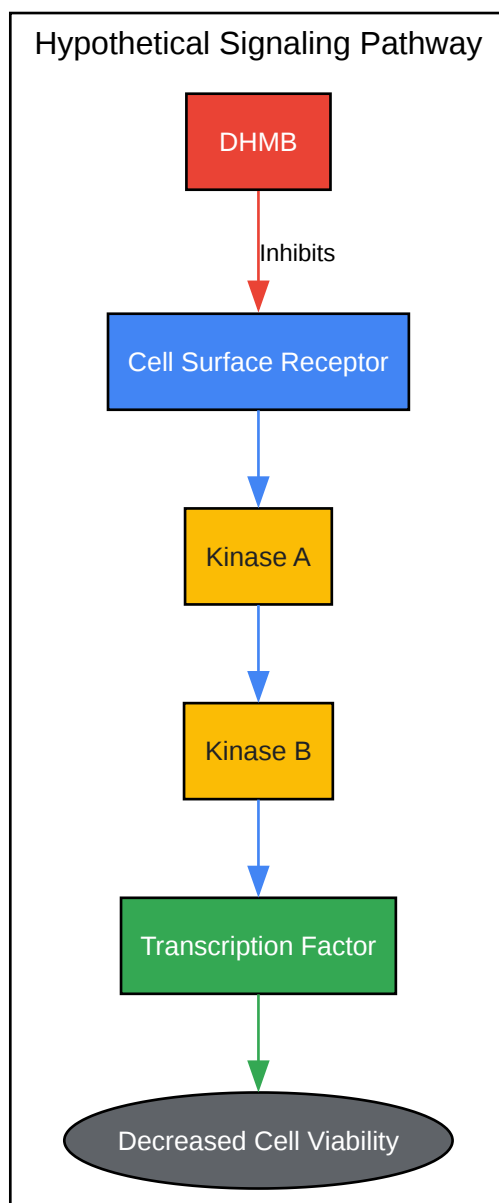 Hypothetical Signaling Pathway
DHMB
Inhibits
Cell Surface Receptor
Kinase A
Kinase B
Transcription Factor
Decreased Cell Viability